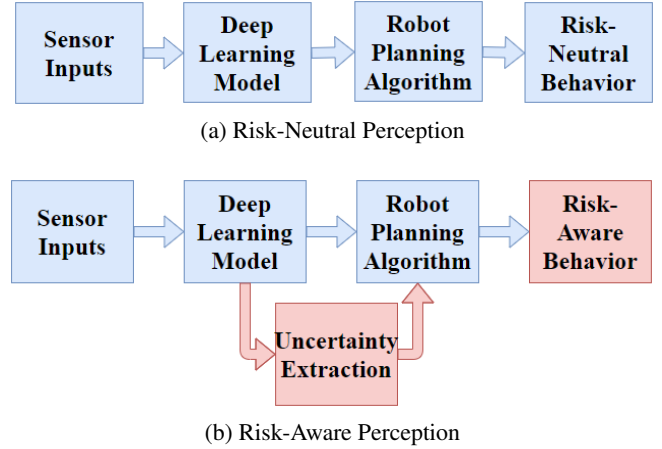 Sensor
Inputs
Deep
Learning
Model
Robot
Planning
Algorithm
Risk-
Neutral
Behavior
(a) Risk-Neutral Perception
Sensor
Inputs
Deep
Learning
Model
Robot
Planning
Algorithm
Risk-
Aware
Behavior
Uncertainty
Extraction
(b) Risk-Aware Perception